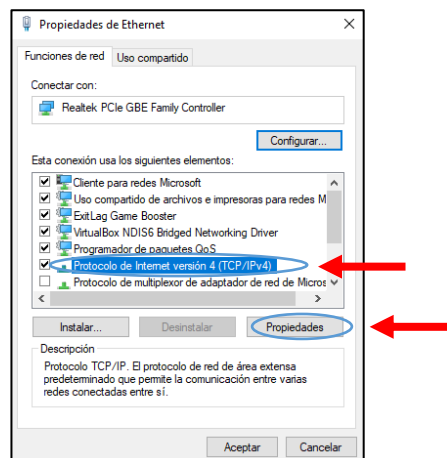 Propiedades de Ethernet
Funciones de red
Uso compartido
Conectar con:
Realtek PCIe GBE Family Controller
Configurar...
Esta conexión usa los siguientes elementos:
Cliente para redes Microsoft
Uso compartido de archivos e impresoras para redes M
ExitLag Game Booster
VirtualBox NDIS6 Bridged Networking Driver
Programador de paquetes QoS
Protocolo de Internet versión 4 (TCP/IPv4)
Protocolo de multiplexor de adaptador de red de Micros
Instalar...
Desinstalar
Propiedades
Descripción
Protocolo TCP/IP. El protocolo de red de área extensa
predeterminado que permite la comunicación entre varias
redes conectadas entre sí.
Aceptar
Cancelar